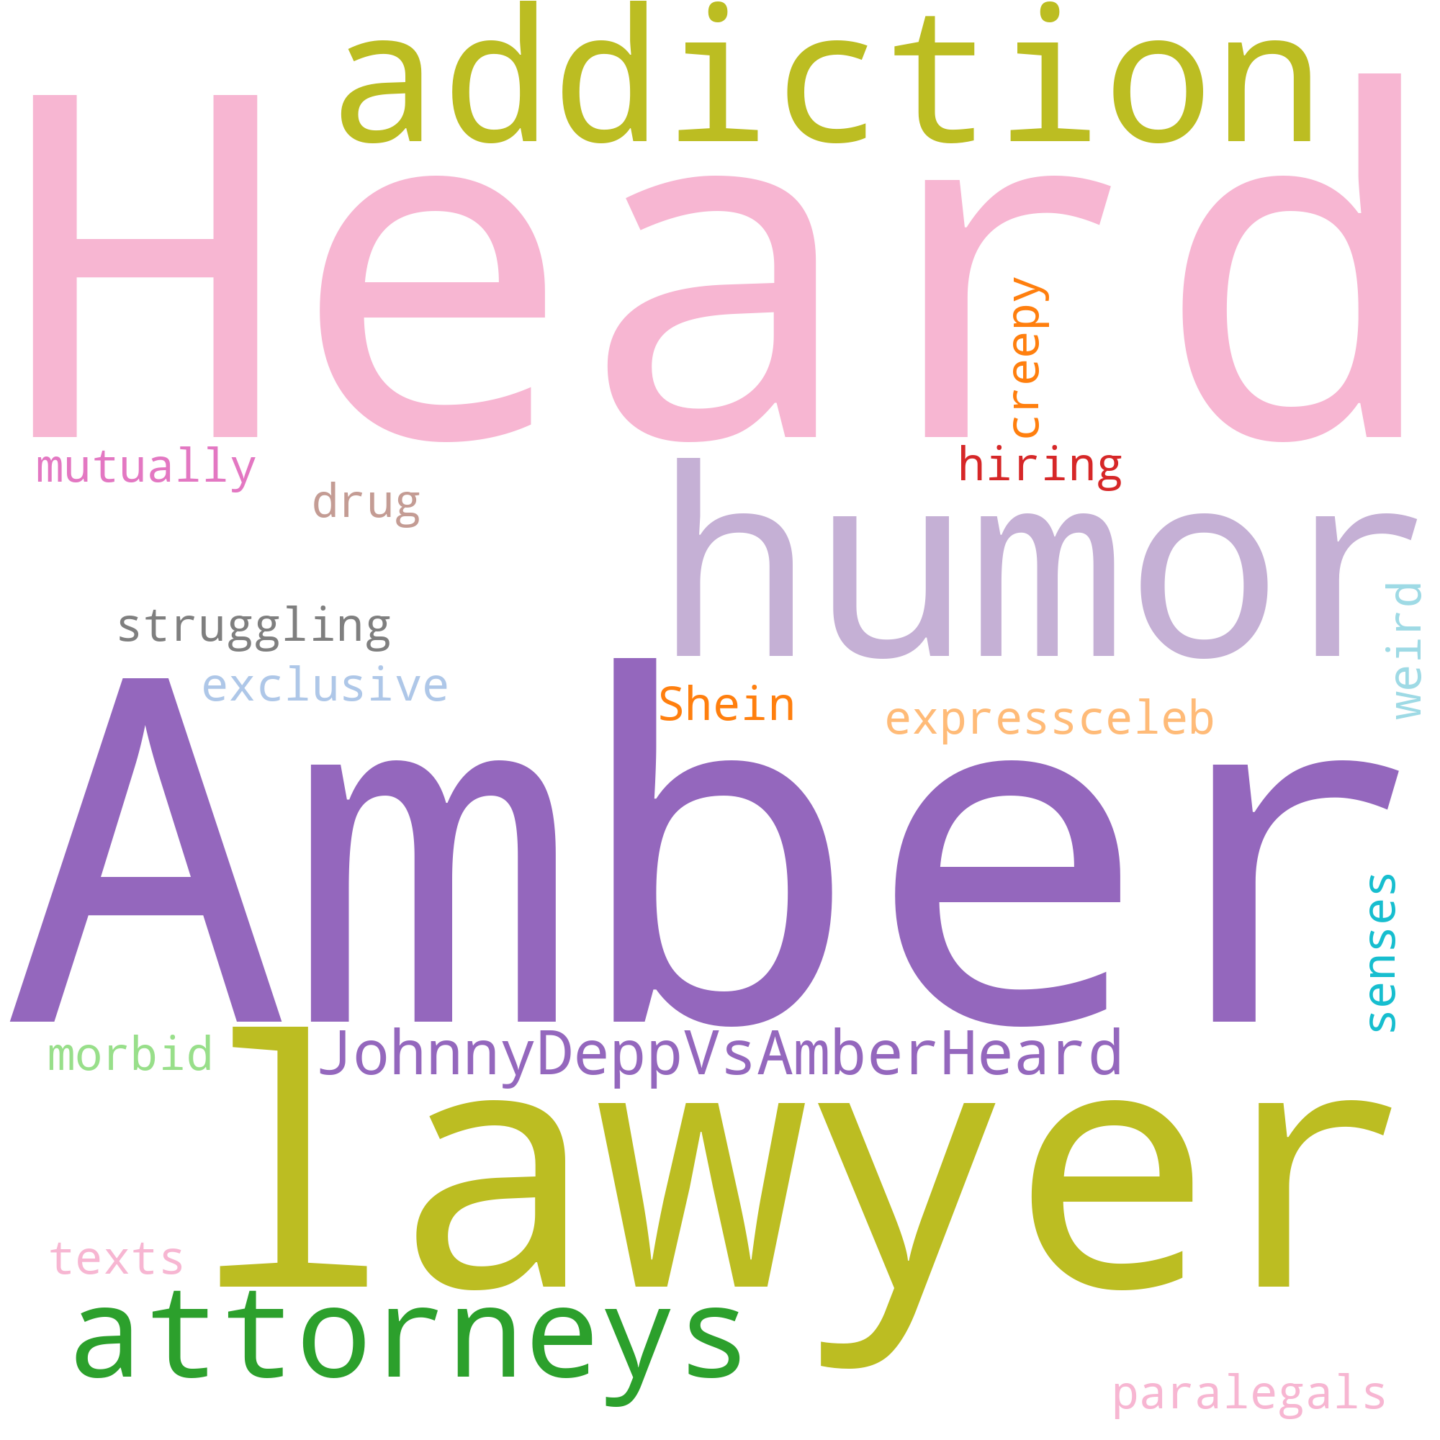 addiction
Heard
creepy
mutually
hiring
drug
humor
struggling
weird
exclusive
Shein
expressceleb
Amber
senses
morbid
JohnnyDeppVsAmberHeard
lawyer
texts
attorneys
paralegals